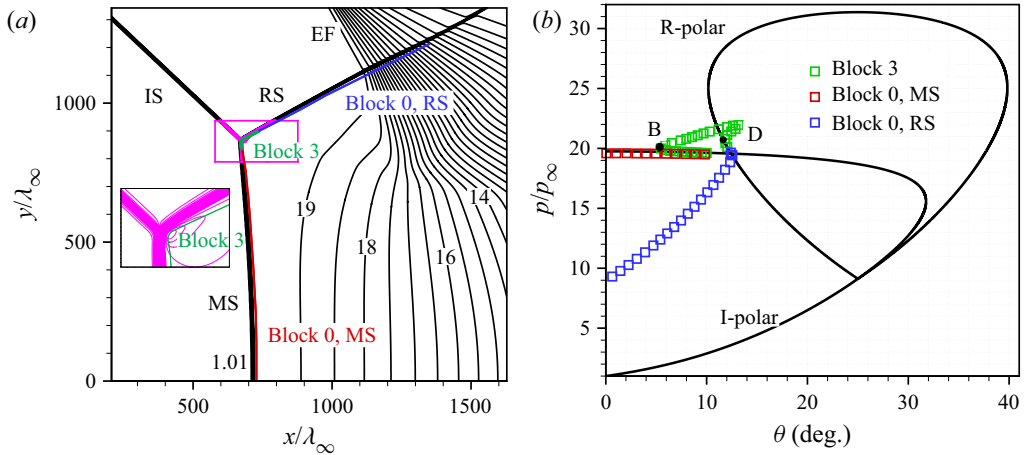 (a)
EF
IS
RS
1000
Block 0, RS
Block 3
y/λ∞
19
14
500
Block 3
18
16
MS
Block 0, MS
1.01
0
500
1000
1500
x/λ∞
(b)
30
R-polar
Block 3
Block 0, MS
Block 0, RS
25
B
D
20
p/p∞
15
10
I-polar
5
0
10
20
30
40
θ (deg.)